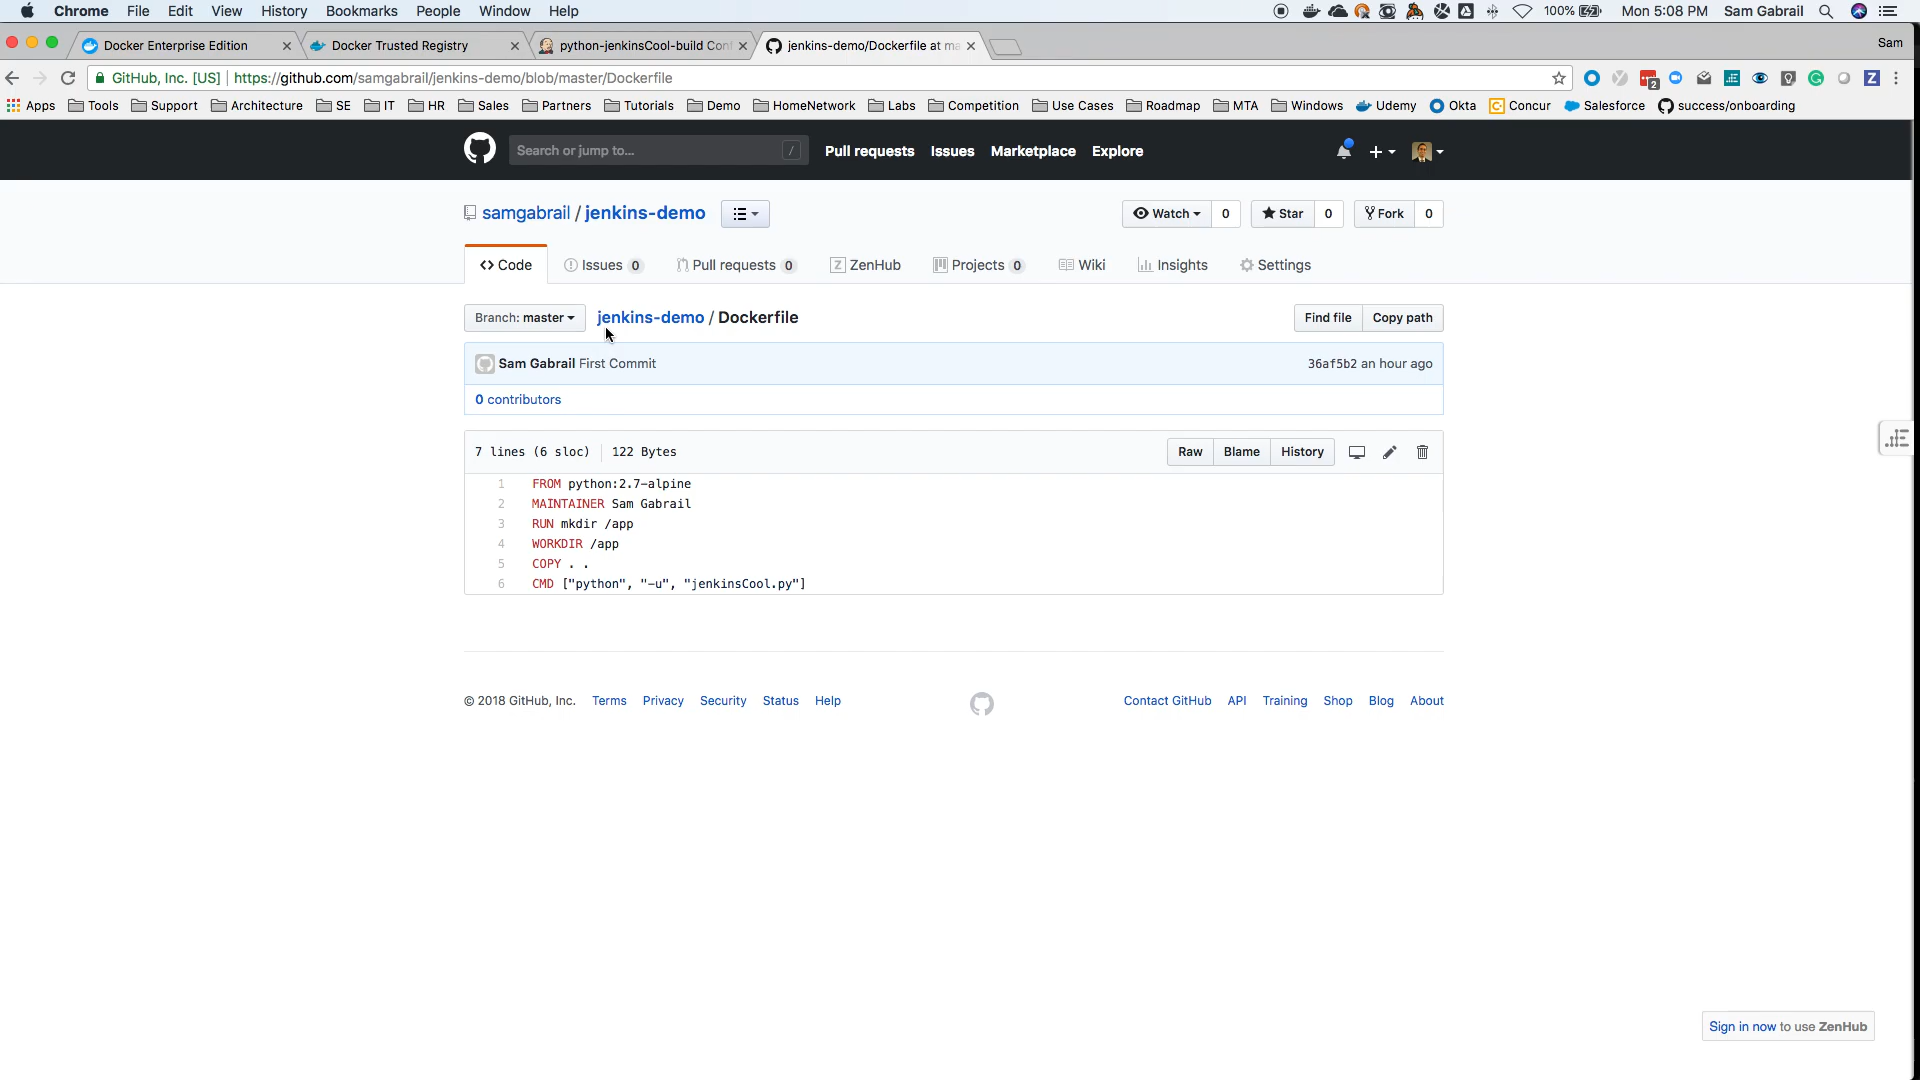 Chrome File Edit View History Bookmarks People Window Help 100% Mon 5:08 PM Sam Gabrail
Docker Enterprise Edition Docker Trusted Registry python-jenkinsCool-build Conf jenkins-demo/Dockerfile at ma Sam
GitHub, Inc. [US] https://github.com/samgabrail/jenkins-demo/blob/master/Dockerfile 2 Z
Apps Tools Support Architecture SE IT HR Sales Partners Tutorials Demo HomeNetwork Labs Competition Use Cases Roadmap MTA Windows Udemy Okta Concur Salesforce success/onboarding
Search or jump to... / Pull requests Issues Marketplace Explore
samgabrail / jenkins-demo Watch 0 Star 0 Fork 0
Code Issues 0 Pull requests 0 Z ZenHub Projects 0 Wiki Insights Settings
Branch: master jenkins-demo / Dockerfile Find file Copy path
Sam Gabrail First Commit 36af5b2 an hour ago
0 contributors
7 lines (6 sloc) 122 Bytes Raw Blame History
1 FROM python:2.7-alpine
2 MAINTAINER Sam Gabrail
3 RUN mkdir /app
4 WORKDIR /app
5 COPY . .
6 CMD ["python", "-u", "jenkinsCool.py"]
© 2018 GitHub, Inc. Terms Privacy Security Status Help Contact GitHub API Training Shop Blog About
Sign in now to use ZenHub